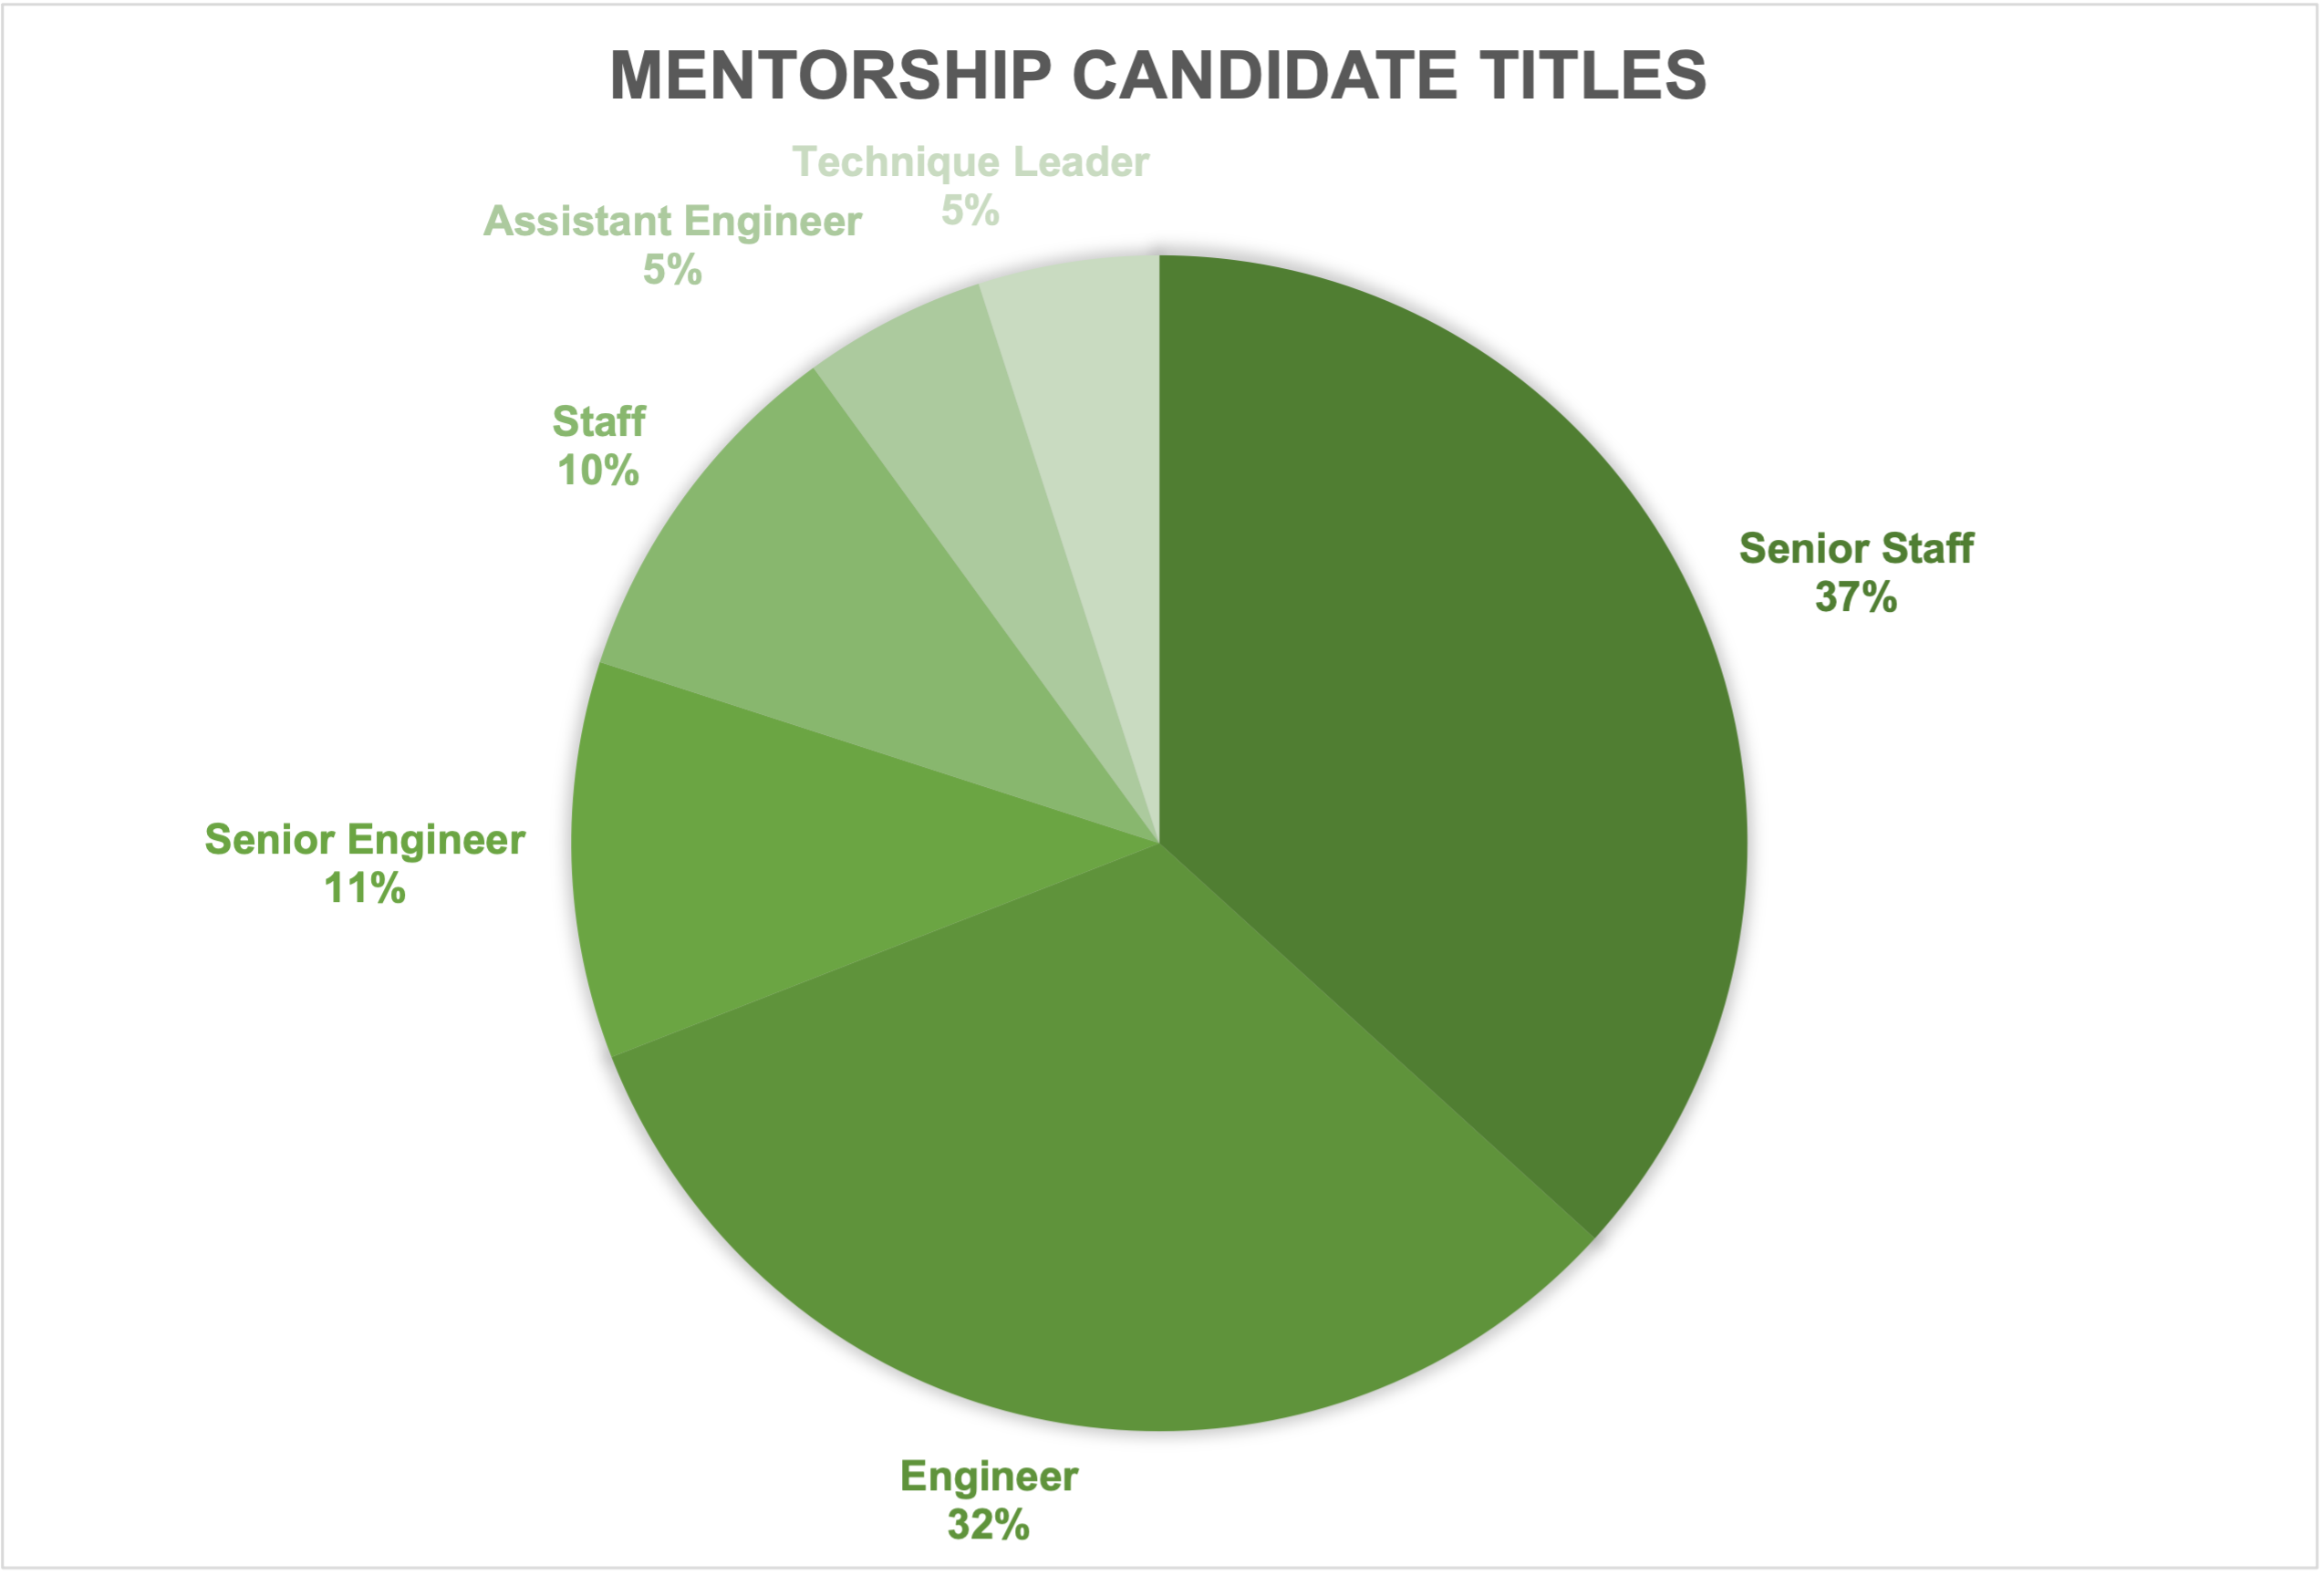 MENTORSHIP CANDIDATE TITLES
Technique Leader
5%
Assistant Engineer
5%
Staff
10%
Senior Staff
37%
Senior Engineer
11%
Engineer
32%